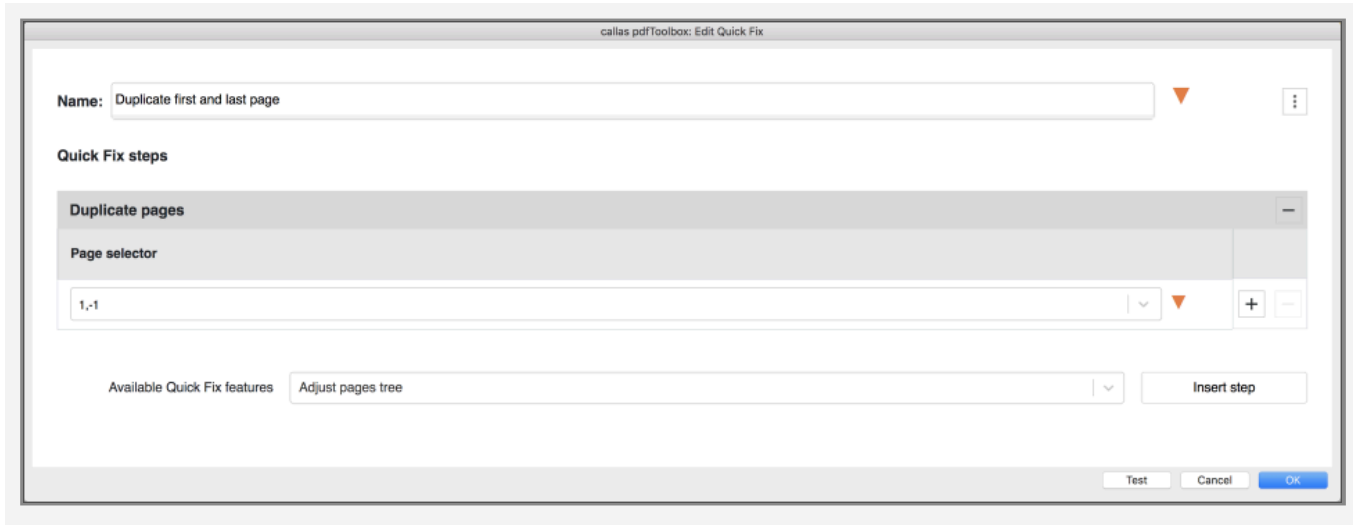 callas pdfToolbox: Edit Quick Fix
Name: Duplicate first and last page
Quick Fix steps
Duplicate pages
Page selector
1,-1
Available Quick Fix features Adjust pages tree Insert step
Test Cancel OK